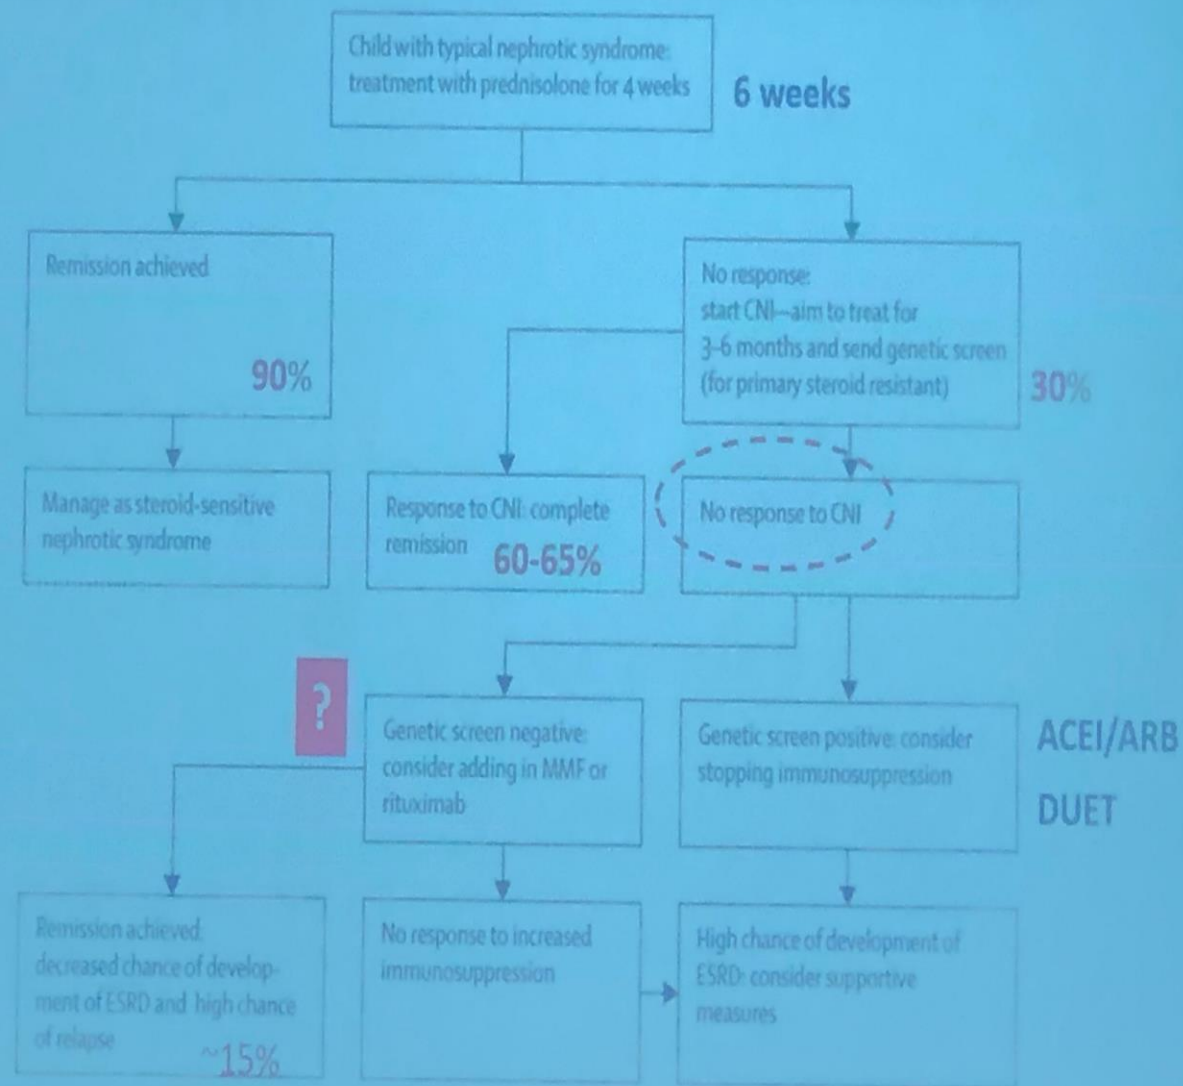 Child with typical nephrotic syndrome:
treatment with prednisolone for 4 weeks
6 weeks
Remission achieved
90%
No response:
start CNI—aim to treat for
3-6 months and send genetic screen
(for primary steroid resistant)
30%
Manage as steroid-sensitive
nephrotic syndrome
Response to CNI: complete
remission 60-65%
No response to CNI
?
Genetic screen negative:
consider adding in MMF or
rituximab
Genetic screen positive: consider
stopping immunosuppression
ACEI/ARB
DUET
Remission achieved:
decreased chance of develop-
ment of ESRD and high chance
of relapse ~15%
No response to increased
immunosuppression
High chance of development of
ESRD: consider supportive
measures